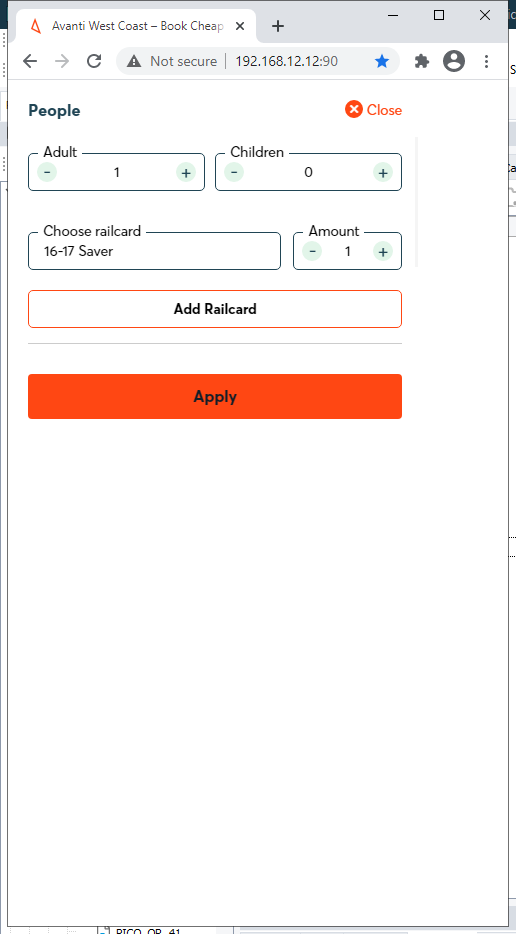 Avanti West Coast – Book Cheap
Not secure | 192.168.12.12:90
People
Close
Adult
Children
- 1 + - 0 +
Choose railcard
Amount
16-17 Saver - 1 +
Add Railcard
Apply